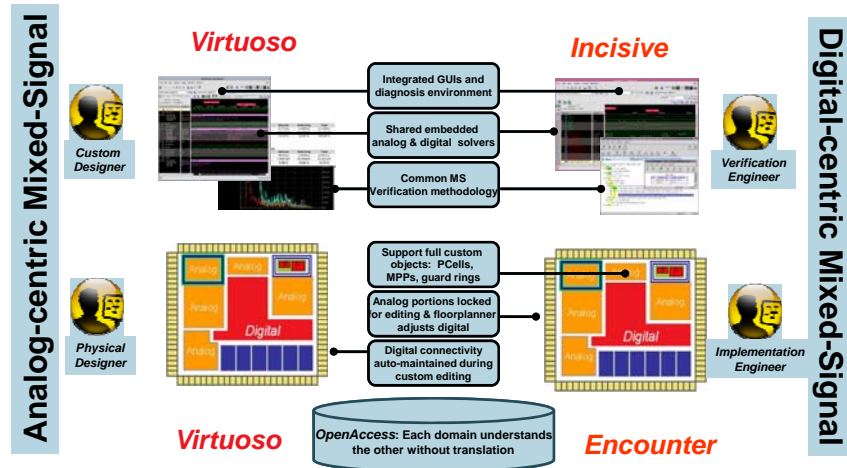 Analog-centric Mixed-Signal
Virtuoso
Incisive
Digital-centric Mixed-Signal
Integrated GUIs and
diagnosis environment
Shared embedded
analog & digital solvers
Common MS
Verification methodology
Custom
Designer
Verification
Engineer
Support full custom
objects: PCells,
MPPs, guard rings
Analog portions locked
for editing & floorplanner
adjusts digital
Digital connectivity
auto-maintained during
custom editing
Analog
Analog
Analog
Analog
Digital
Analog
Analog
Analog
Analog
Analog
Digital
Analog
Physical
Designer
Implementation
Engineer
Virtuoso
OpenAccess: Each domain understands
the other without translation
Encounter